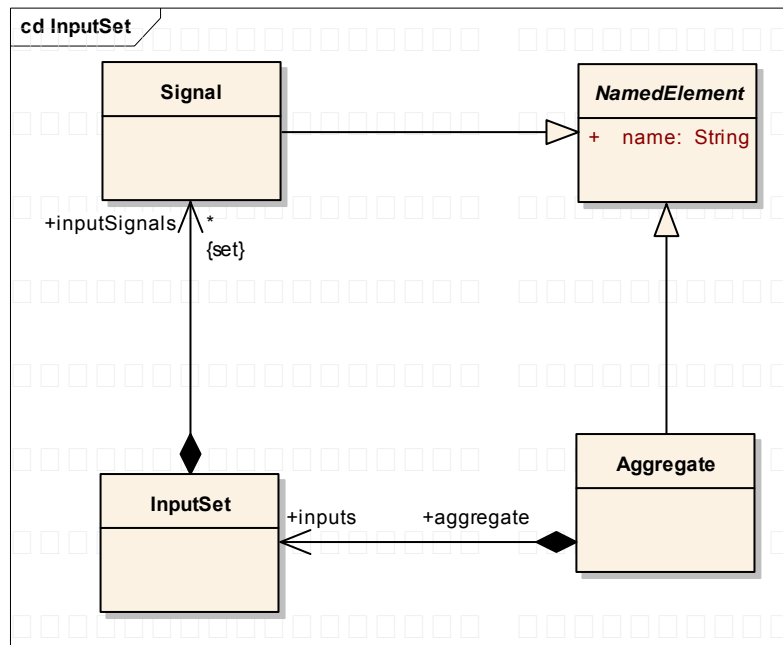 cd InputSet
Signal
NamedElement
+ name: String
+inputSignals
*
{set}
InputSet
Aggregate
+inputs
+aggregate